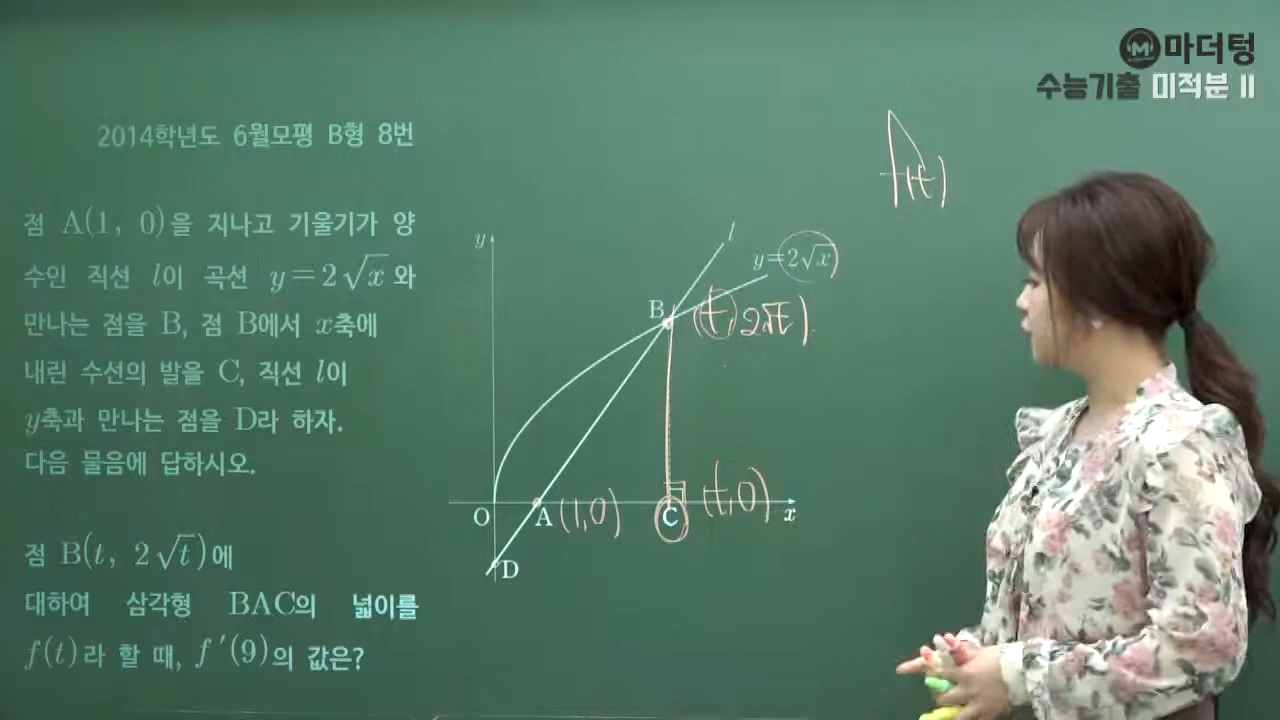 마더텅
수능기출 미적분 II
2014학년도 6월모평 B형 8번
점 A(1, 0)을 지나고 기울기가 양
수인 직선 l이 곡선 y=2√x와
만나는 점을 B, 점 B에서 x축에
내린 수선의 발을 C, 직선 l이
y축과 만나는 점을 D라 하자.
다음 물음에 답하시오.
점 B(t, 2√t)에
대하여 삼각형 BAC의 넓이를
f(t)라 할 때, f′(9)의 값은?
f(t)
y
l
y=2√x
B (t, 2√t)
O A (1,0) C (t,0) x
D